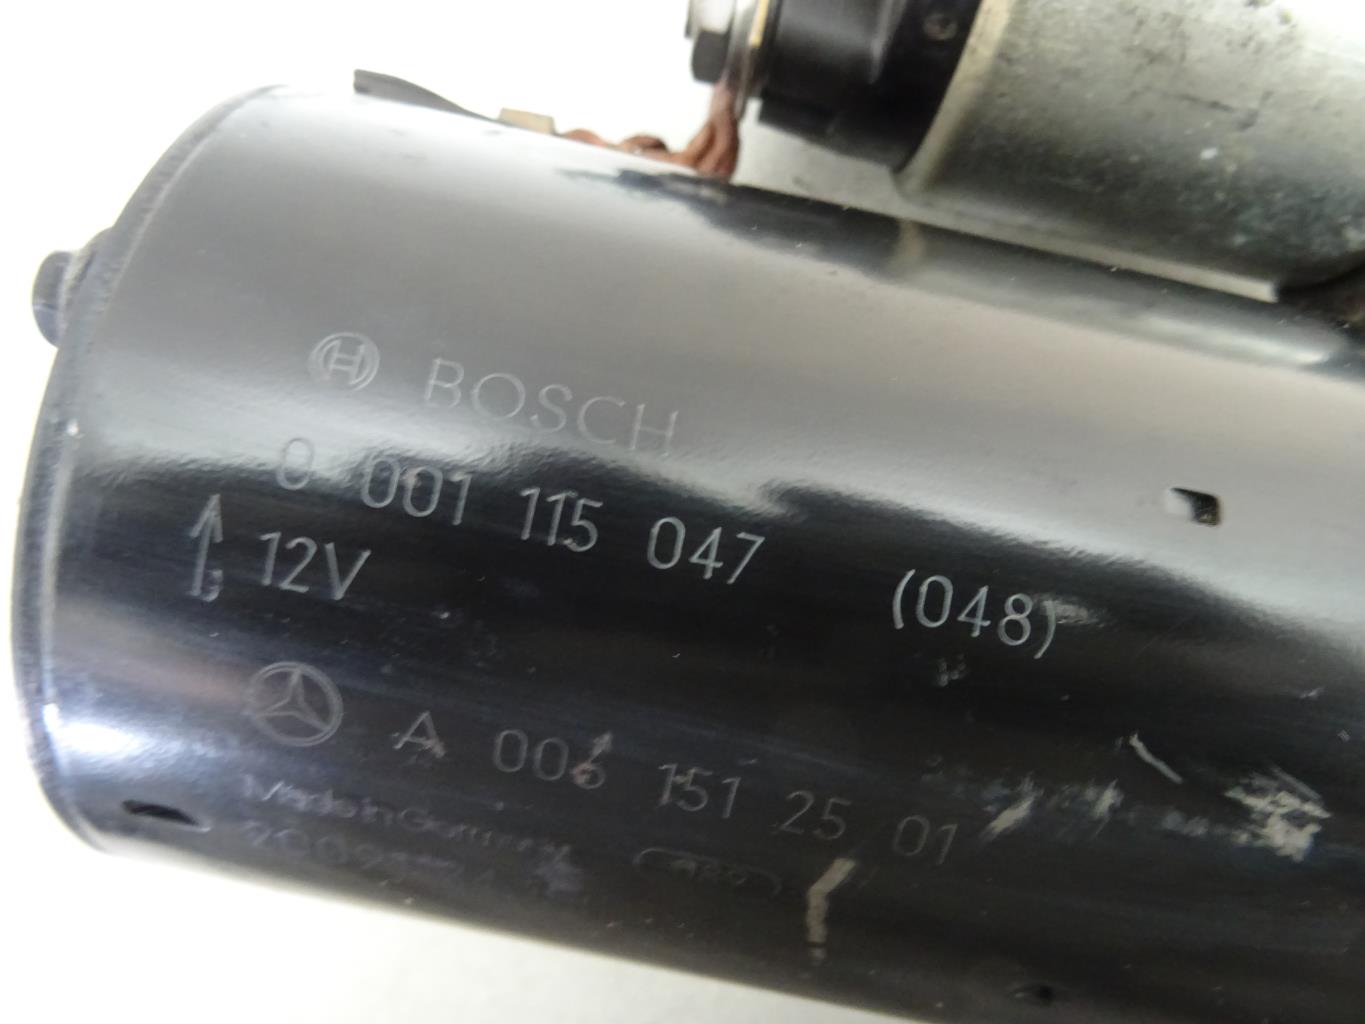 BOSCH
0 001 115 047 (048)
12V
A 006 151 25 01
Made in Germany